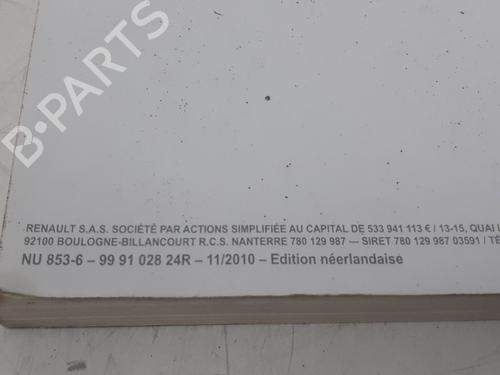 RENAULT S.A.S. SOCIÉTÉ PAR ACTIONS SIMPLIFIÉE AU CAPITAL DE 533 941 113 € / 13-15, QUAI
92100 BOULOGNE-BILLANCOURT R.C.S. NANTERRE 780 129 987 — SIRET 780 129 987 03591 / TÉ
NU 853-6 – 99 91 028 24R – 11/2010 – Edition néerlandaise